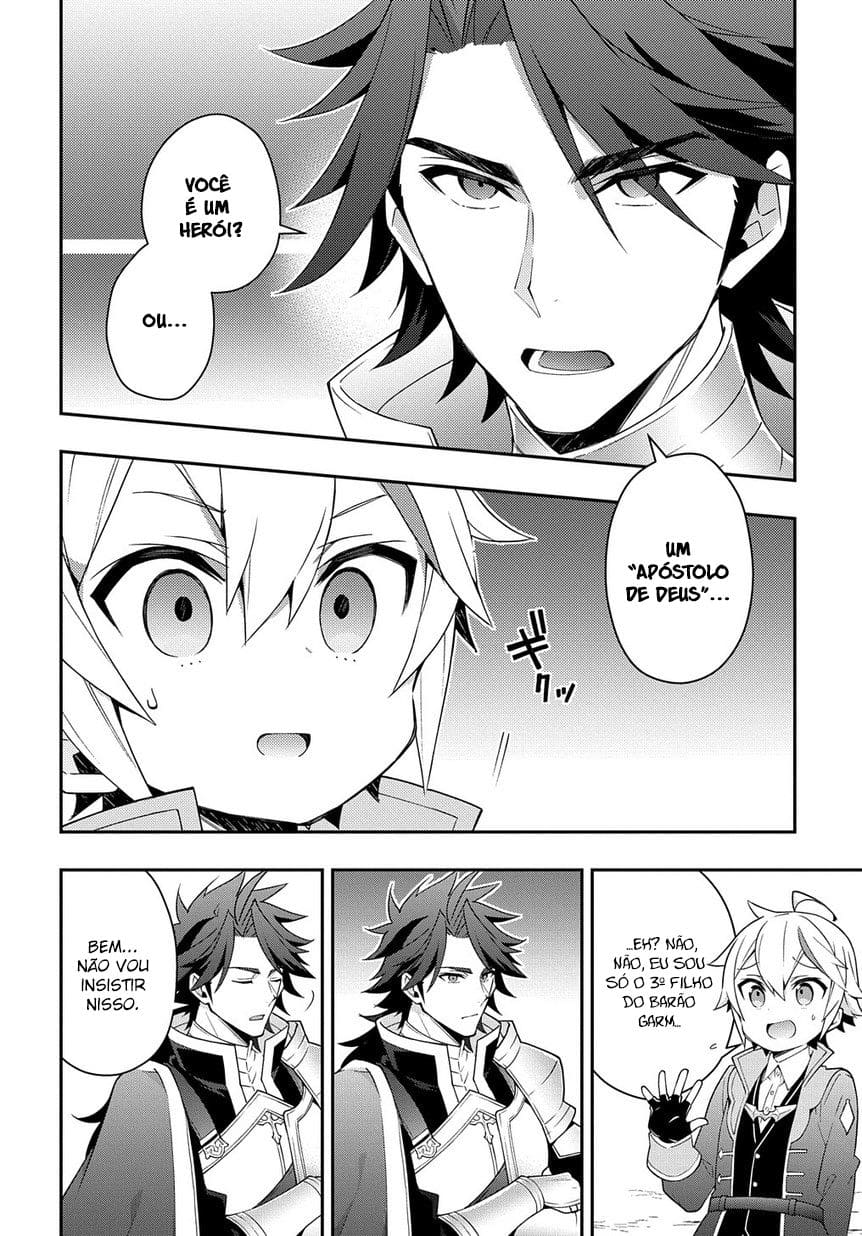 VOCÊ
É UM
HERÓI?
OU...
UM
"APÓSTOLO
DE DEUS"...
ギクッ
...EH? NÃO,
NÃO, EU SOU
SÓ O 3º FILHO
DO BARÃO
GARM...
BEM...
NÃO VOU
INSISTIR
NISSO.